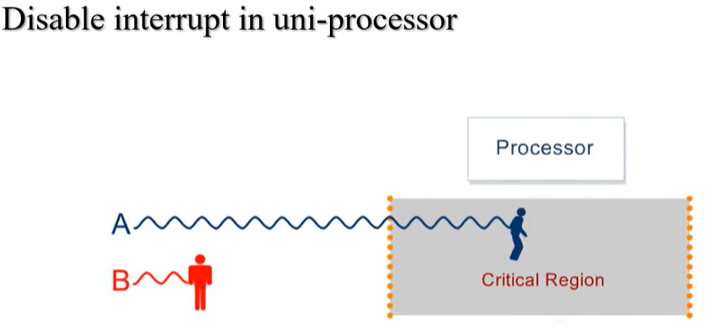 Disable interrupt in uni-processor
Processor
A
B
Critical Region